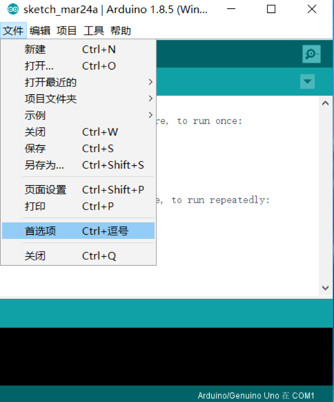 sketch_mar24a | Arduino 1.8.5 (Win...
文件 编辑 项目 工具 帮助
新建 Ctrl+N
打开... Ctrl+O
打开最近的
项目文件夹
示例
关闭 Ctrl+W
保存 Ctrl+S
另存为... Ctrl+Shift+S
页面设置 Ctrl+Shift+P
打印 Ctrl+P
首选项 Ctrl+逗号
关闭 Ctrl+Q
re, to run once:
e, to run repeatedly:
Arduino/Genuino Uno 在 COM1